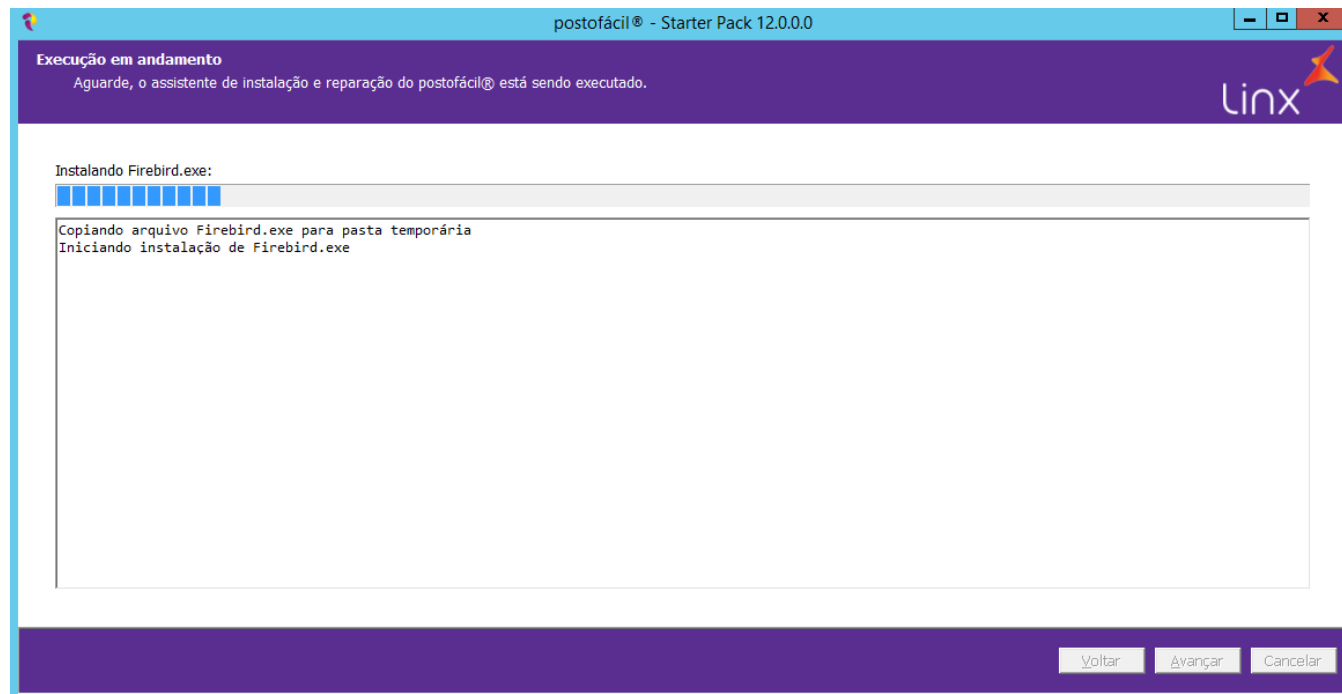 postofácil® - Starter Pack 12.0.0.0
Execução em andamento
Aguarde, o assistente de instalação e reparação do postofácil® está sendo executado.
Linx
Instalando Firebird.exe:
Copiando arquivo Firebird.exe para pasta temporária
Iniciando instalação de Firebird.exe
Voltar Avançar Cancelar